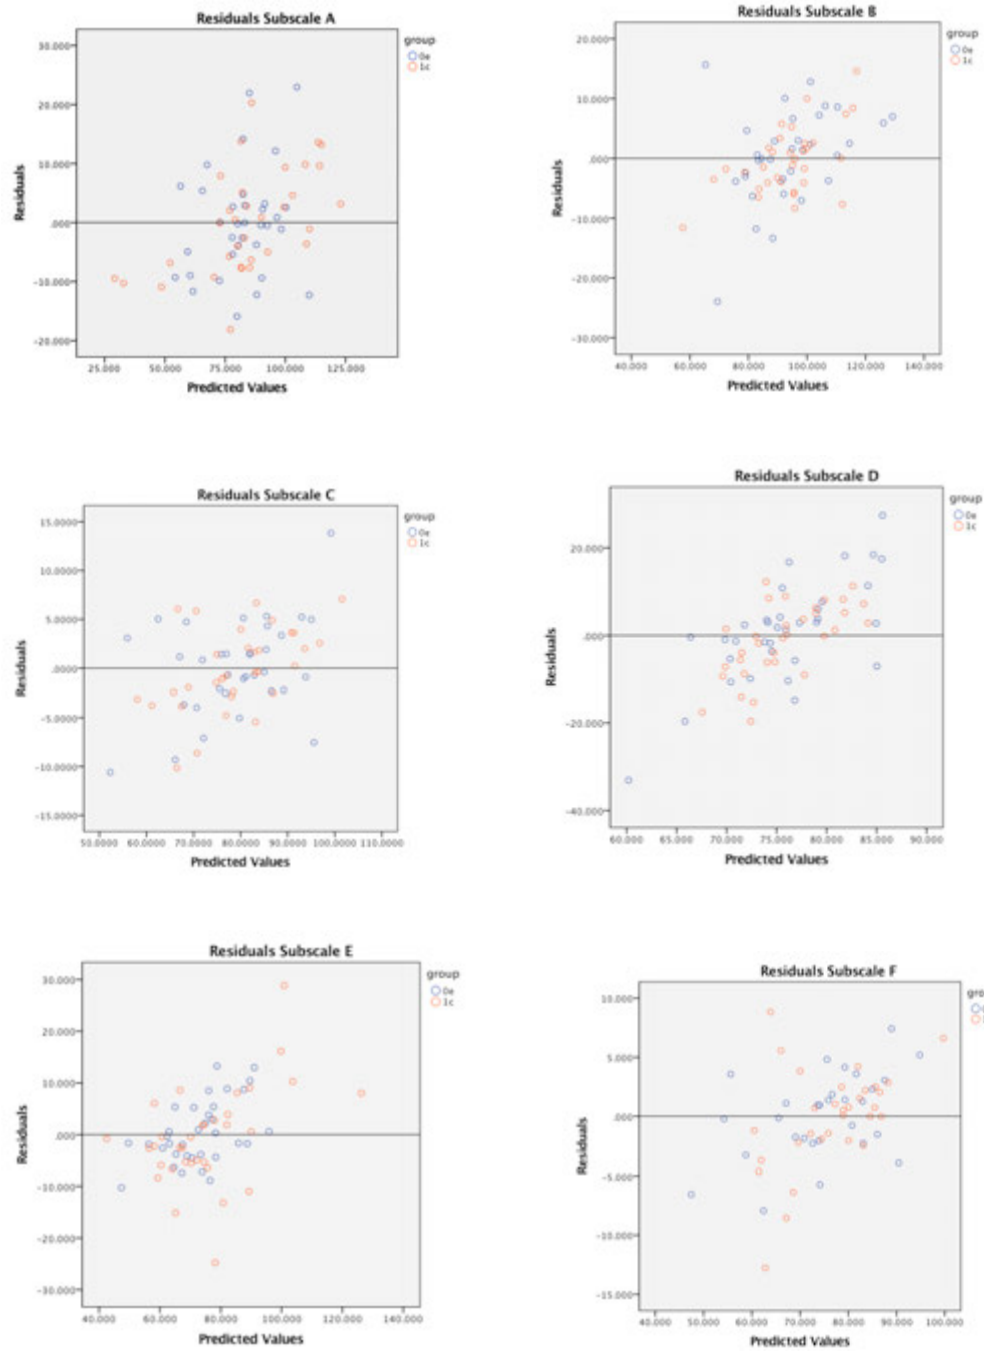 Residuals Subscale A
group
0e
1c
30.000
20.000
10.000
.000
-10.000
-20.000
Residuals
25.000 50.000 75.000 100.000 125.000
Predicted Values
Residuals Subscale B
group
0e
1c
20.000
10.000
.000
-10.000
-20.000
-30.000
Residuals
40.000 60.000 80.000 100.000 120.000 140.000
Predicted Values
Residuals Subscale C
group
0e
1c
15.0000
10.0000
5.0000
.0000
-5.0000
-10.0000
-15.0000
Residuals
50.0000 60.0000 70.0000 80.0000 90.0000 100.0000 110.0000
Predicted Values
Residuals Subscale D
group
0e
1c
20.000
.000
-20.000
-40.000
Residuals
60.000 65.000 70.000 75.000 80.000 85.000 90.000
Predicted Values
Residuals Subscale E
group
0e
1c
30.000
20.000
10.000
.000
-10.000
-20.000
-30.000
Residuals
40.000 60.000 80.000 100.000 120.000 140.000
Predicted Values
Residuals Subscale F
gro
10.000
5.000
.000
-5.000
-10.000
-15.000
Residuals
40.000 50.000 60.000 70.000 80.000 90.000 100.000
Predicted Values